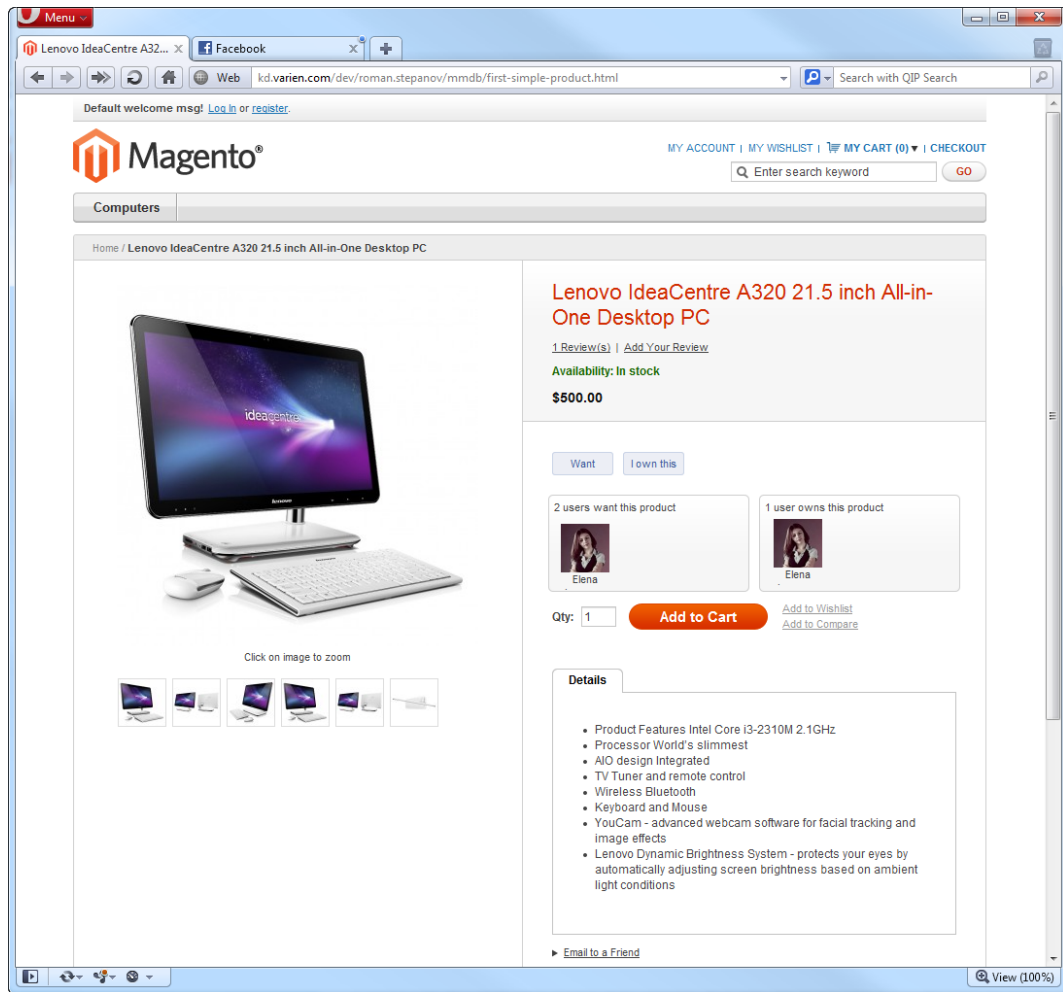 Menu
Lenovo IdeaCentre A32...
Facebook
Web
kd.varien.com/dev/roman.stepanov/mmdb/first-simple-product.html
Search with QIP Search
Default welcome msg! Log In or register.
Magento®
MY ACCOUNT | MY WISHLIST | MY CART (0) | CHECKOUT
Enter search keyword
GO
Computers
Home / Lenovo IdeaCentre A320 21.5 inch All-in-One Desktop PC
Lenovo IdeaCentre A320 21.5 inch All-in-
One Desktop PC
1 Review(s) | Add Your Review
Availability: In stock
$500.00
ideacentre
lenovo
Click on image to zoom
Want
I own this
2 users want this product
Elena
1 user owns this product
Elena
Qty: 1
Add to Cart
Add to Wishlist
Add to Compare
Details
Product Features Intel Core i3-2310M 2.1GHz
Processor World's slimmest
AIO design Integrated
TV Tuner and remote control
Wireless Bluetooth
Keyboard and Mouse
YouCam - advanced webcam software for facial tracking and
image effects
Lenovo Dynamic Brightness System - protects your eyes by
automatically adjusting screen brightness based on ambient
light conditions
Email to a Friend
View (100%)